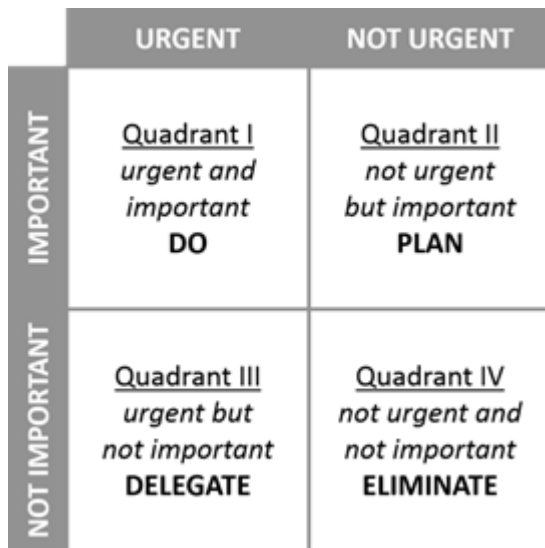 URGENT
NOT URGENT
IMPORTANT
Quadrant I
urgent and
important
DO
Quadrant II
not urgent
but important
PLAN
NOT IMPORTANT
Quadrant III
urgent but
not important
DELEGATE
Quadrant IV
not urgent and
not important
ELIMINATE